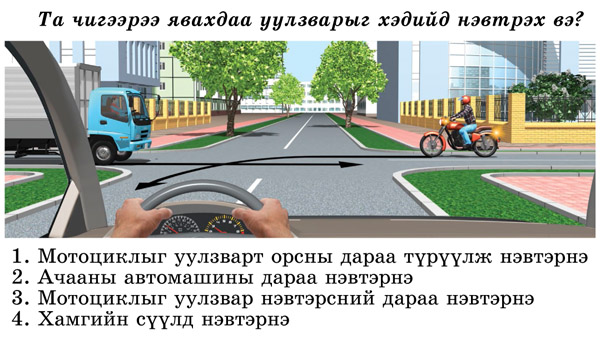 Та чигээрээ явахдаа уулзварыг хэдийд нэвтрэх вэ?
1. Мотоциклыг уулзварт орсны дараа түрүүлж нэвтэрнэ
2. Ачааны автомашины дараа нэвтэрнэ
3. Мотоциклыг уулзвар нэвтэрсний дараа нэвтэрнэ
4. Хамгийн сүүлд нэвтэрнэ